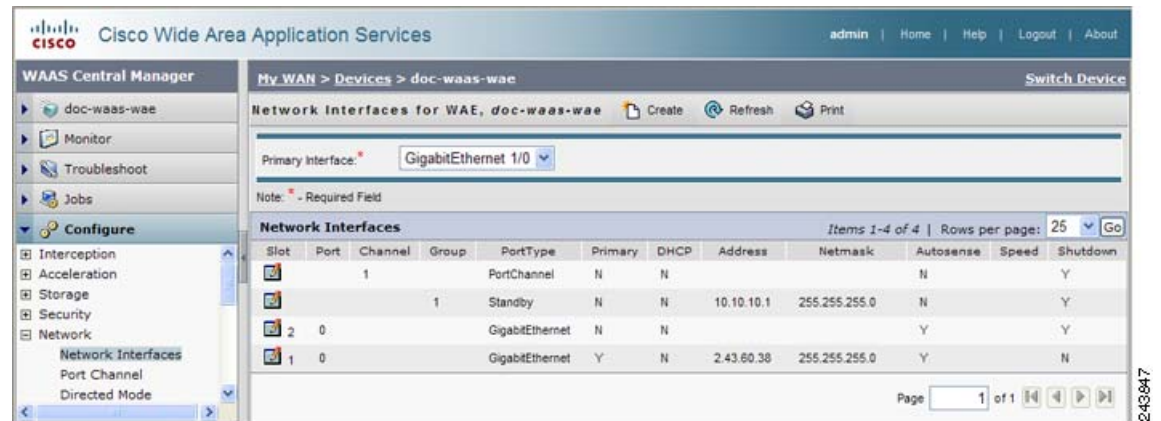 CISCO Cisco Wide Area Application Services admin | Home | Help | Logout | About
WAAS Central Manager
My WAN > Devices > doc-waas-wae Switch Device
doc-waas-wae
Monitor
Troubleshoot
Jobs
Configure
Interception
Acceleration
Storage
Security
Network
Network Interfaces
Port Channel
Directed Mode
Network Interfaces for WAE, doc-waas-wae Create Refresh Print
Primary Interface:* GigabitEthernet 1/0
Note: * - Required Field
Network Interfaces Items 1-4 of 4 | Rows per page: 25 Go
Slot Port Channel Group PortType Primary DHCP Address Netmask Autosense Speed Shutdown
1 PortChannel N N N Y
1 Standby N N 10.10.10.1 255.255.255.0 N Y
2 0 GigabitEthernet N N Y Y
1 0 GigabitEthernet Y N 2.43.60.38 255.255.255.0 Y N
Page 1 of 1
243847